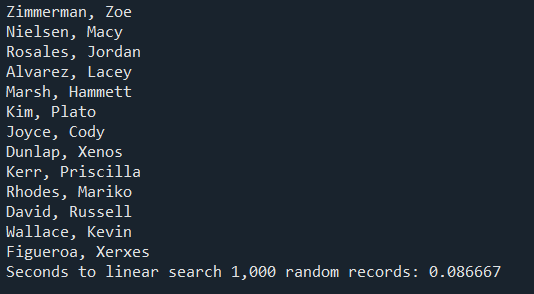 Zimmerman, Zoe
Nielsen, Macy
Rosales, Jordan
Alvarez, Lacey
Marsh, Hammett
Kim, Plato
Joyce, Cody
Dunlap, Xenos
Kerr, Priscilla
Rhodes, Mariko
David, Russell
Wallace, Kevin
Figueroa, Xerxes
Seconds to linear search 1,000 random records: 0.086667